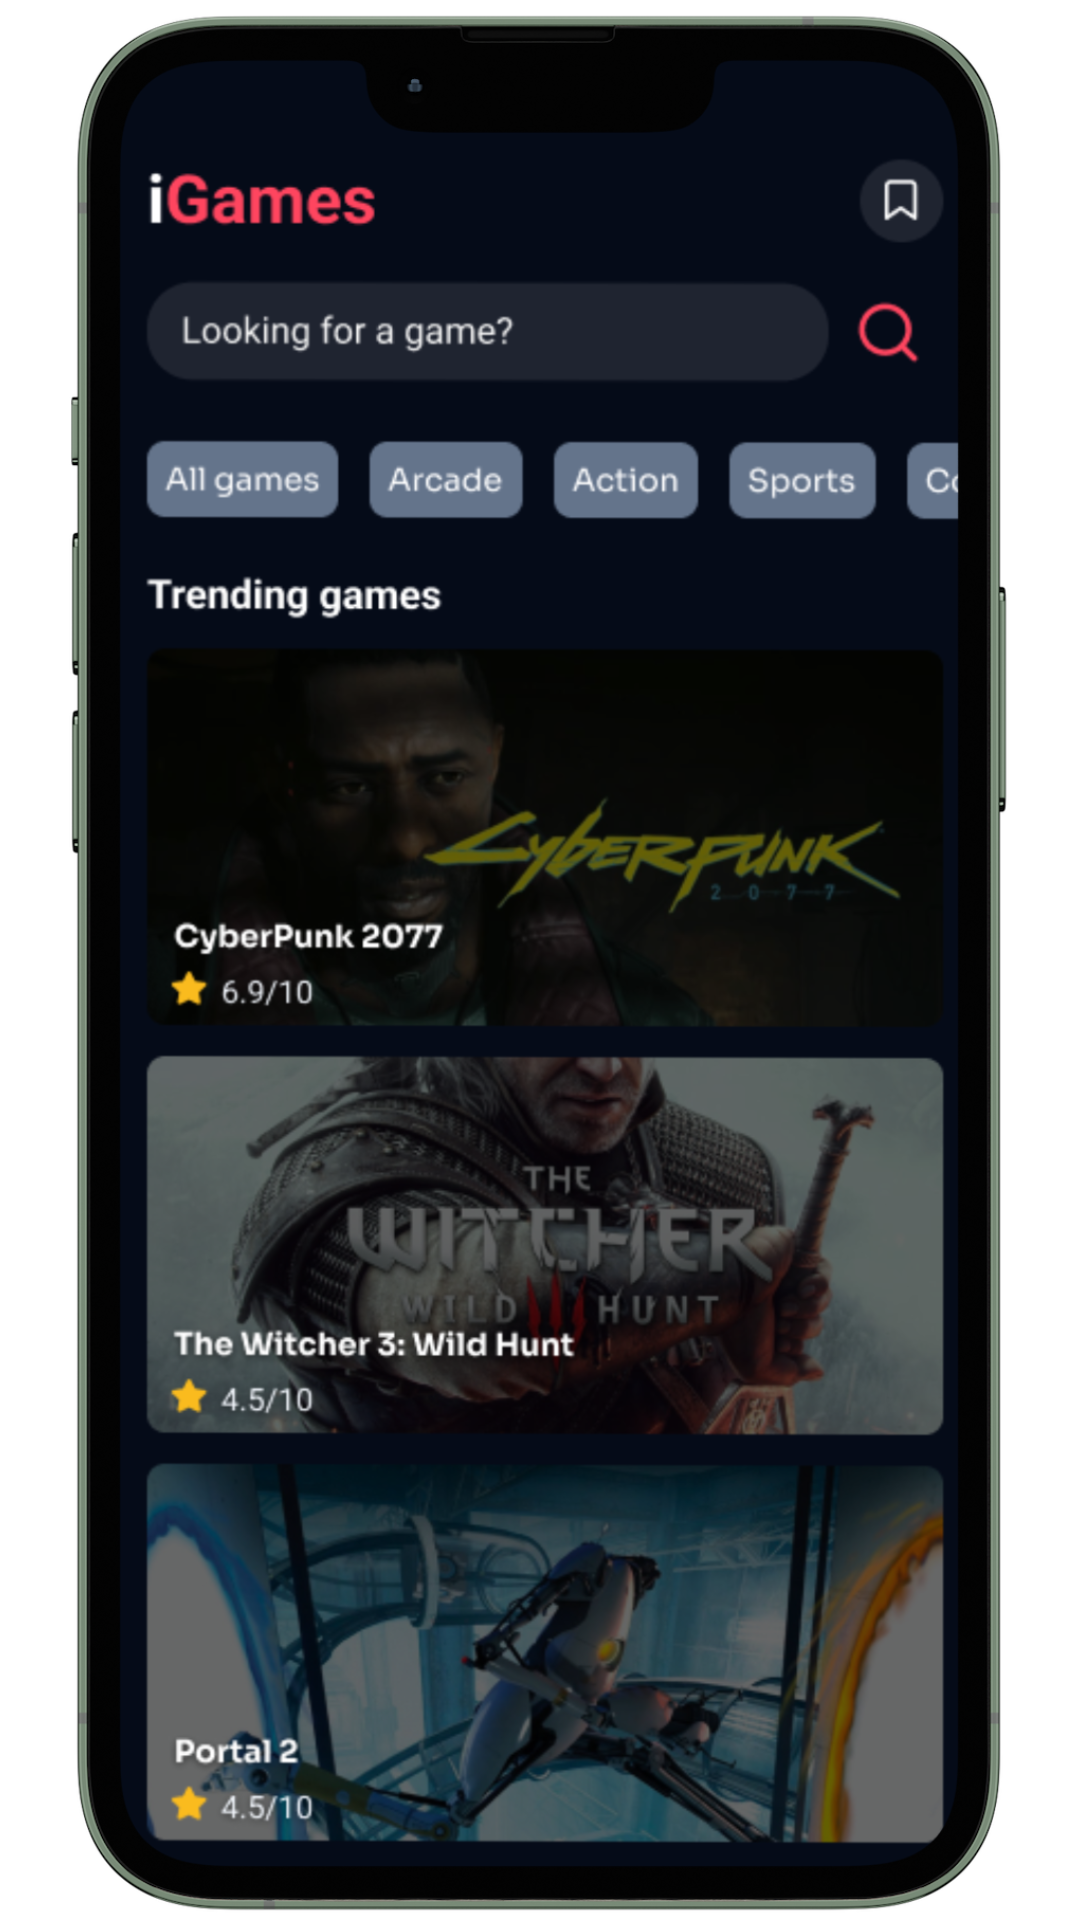 iGames
Looking for a game?
All games
Arcade
Action
Sports
Co
Trending games
CYBERPUNK
2077
CyberPunk 2077
6.9/10
THE
WITCHER
WILD III HUNT
The Witcher 3: Wild Hunt
4.5/10
Portal 2
4.5/10